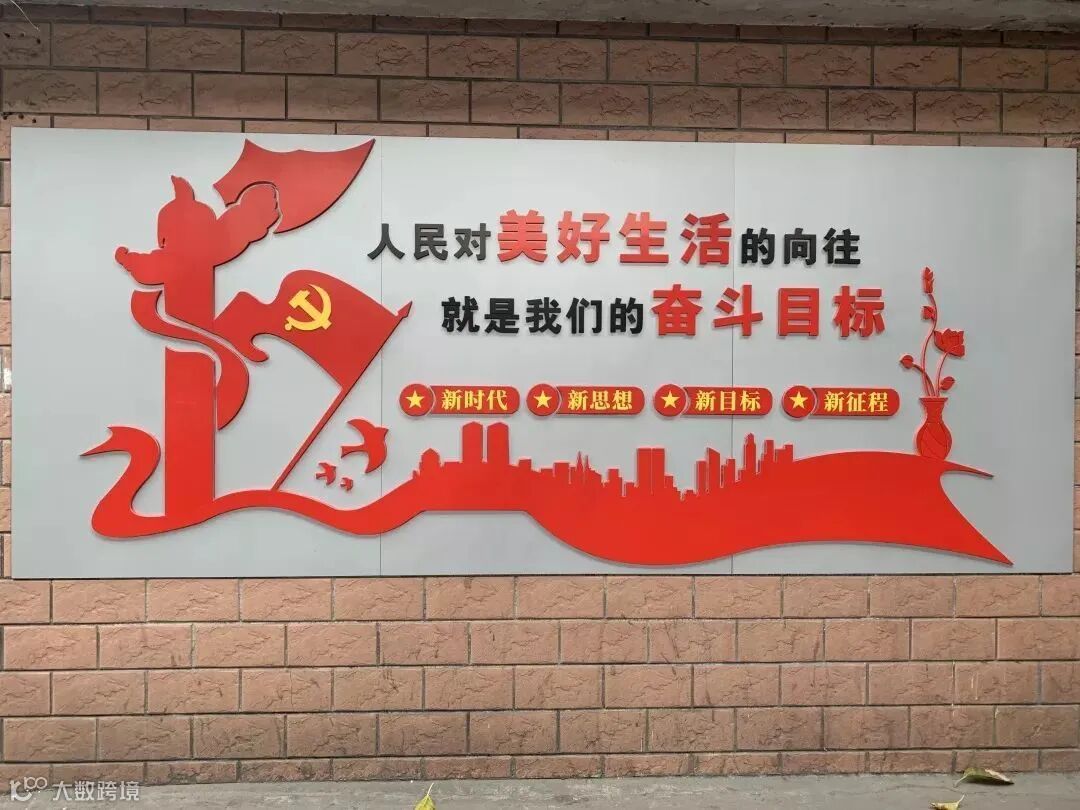 人民对美好生活的向往
就是我们的奋斗目标
新时代 新思想 新目标 新征程
大数跨境